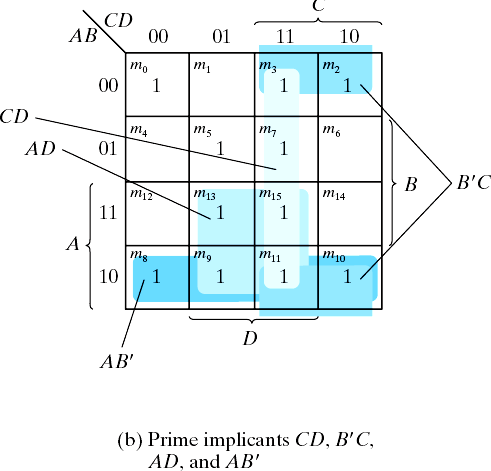 C
CD
AB
00 01 11 10
m0 m1 m3 m2
00 1 1 1
CD
m4 m5 m7 m6
01 1 1
AD
B B′C
m12 m13 m15 m14
A 11 1 1
m8 m9 m11 m10
10 1 1 1 1
D
AB′
(b) Prime implicants CD, B′C,
AD, and AB′